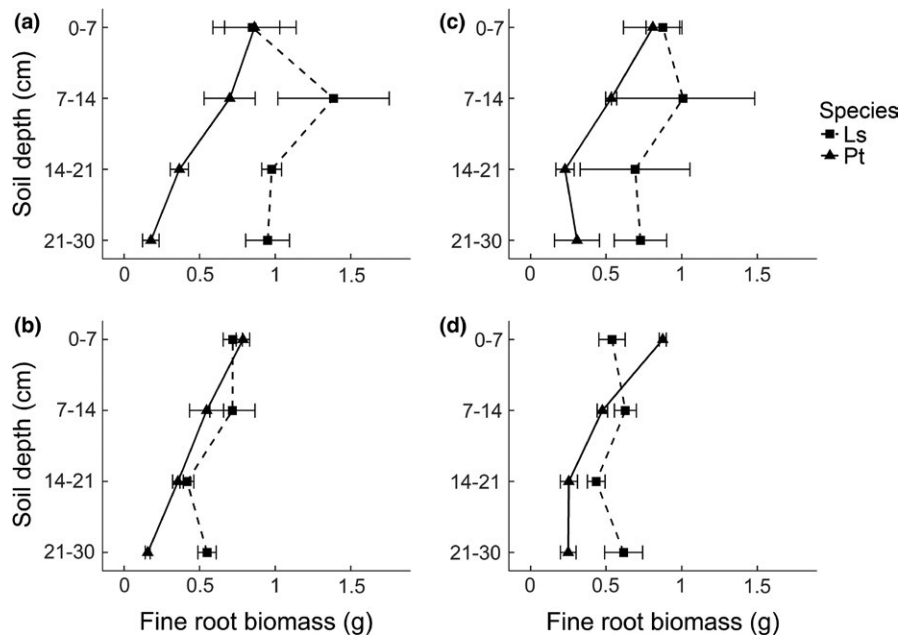 (a)
Soil depth (cm)
0-7
7-14
14-21
21-30
0 0.5 1 1.5
(c)
0-7
7-14
14-21
21-30
0 0.5 1 1.5
Species
Ls
Pt
(b)
Soil depth (cm)
0-7
7-14
14-21
21-30
0 0.5 1 1.5
Fine root biomass (g)
(d)
0-7
7-14
14-21
21-30
0 0.5 1 1.5
Fine root biomass (g)